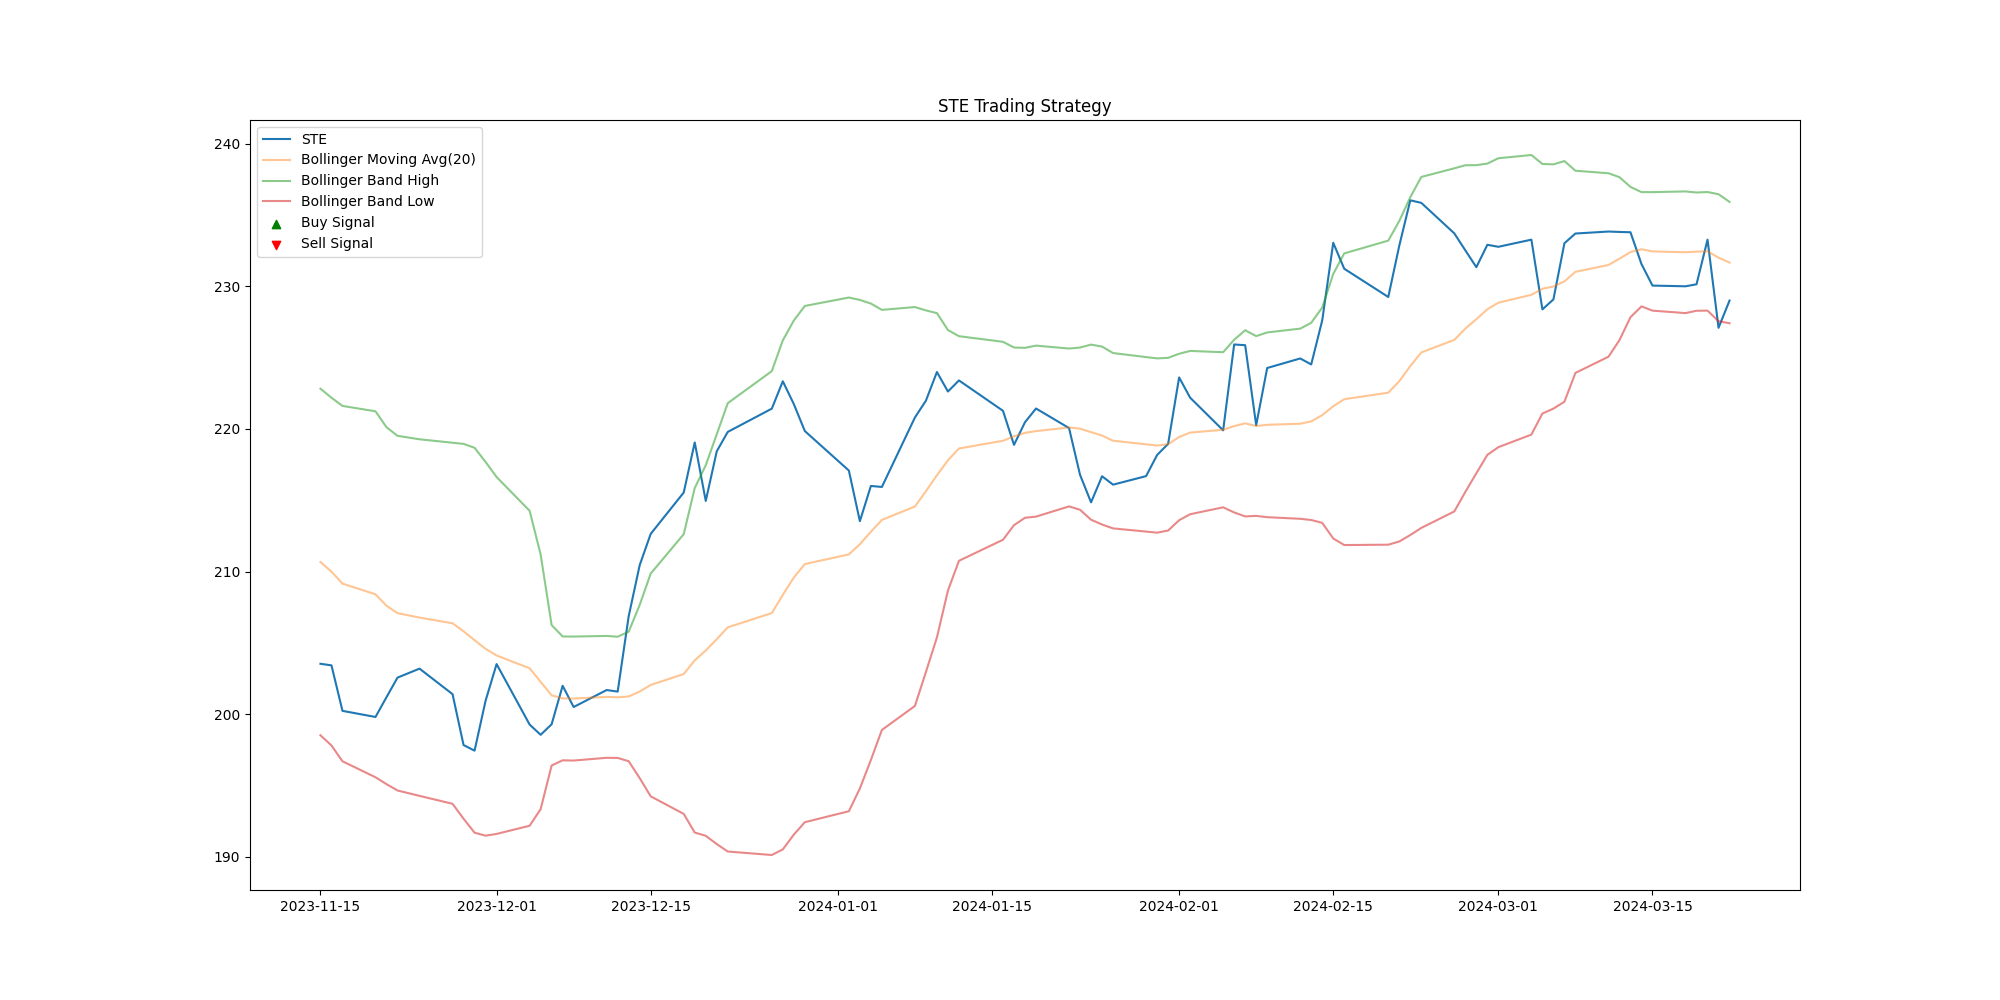 STE Trading Strategy
STE
Bollinger Moving Avg(20)
Bollinger Band High
Bollinger Band Low
Buy Signal
Sell Signal
240
230
220
210
200
190
2023-11-15 2023-12-01 2023-12-15 2024-01-01 2024-01-15 2024-02-01 2024-02-15 2024-03-01 2024-03-15